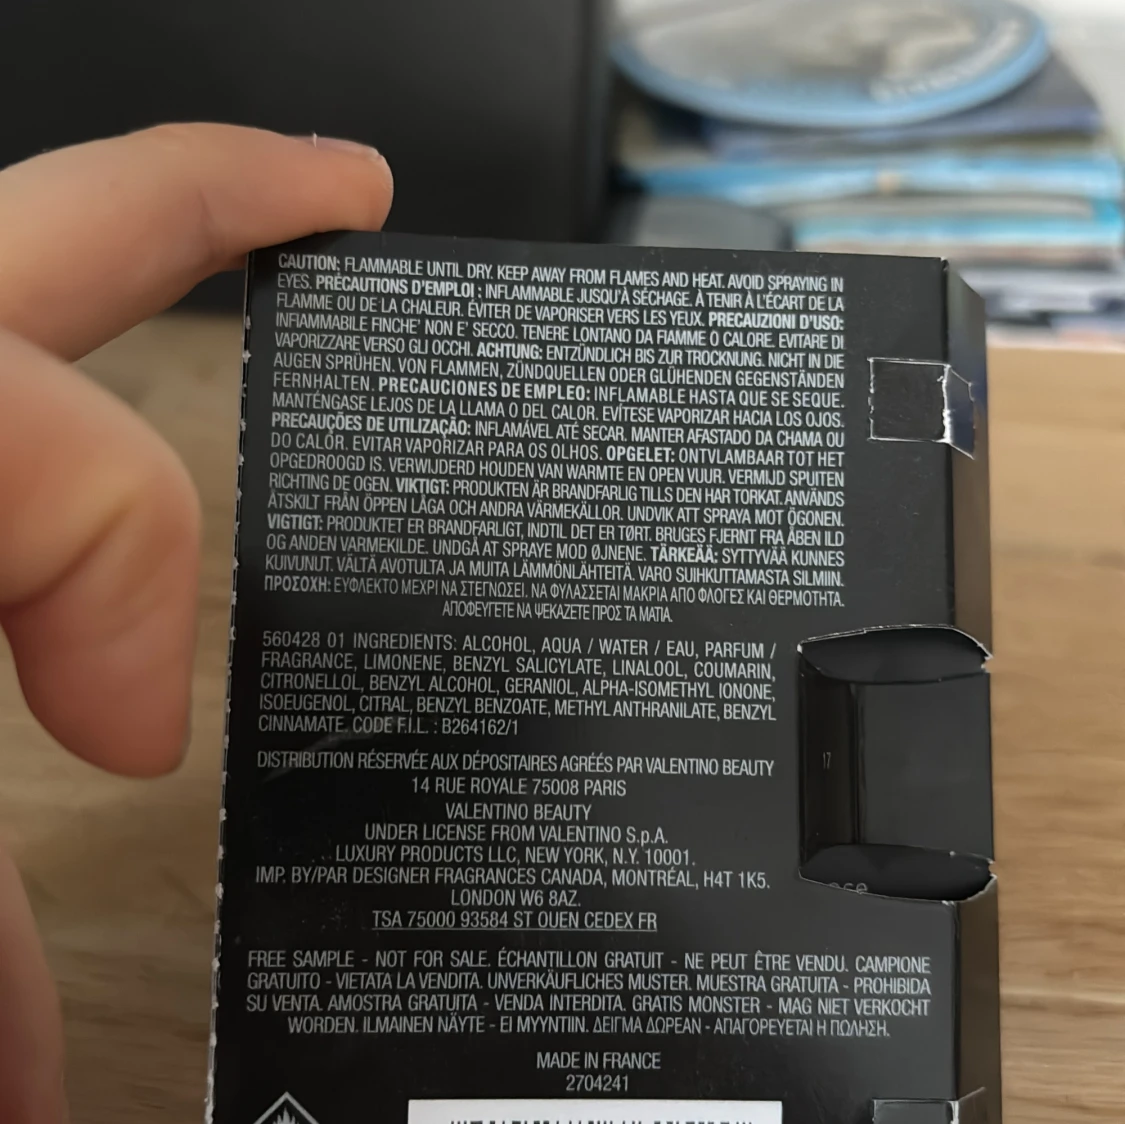 CAUTION: FLAMMABLE UNTIL DRY. KEEP AWAY FROM FLAMES AND HEAT. AVOID SPRAYING IN
EYES. PRÉCAUTIONS D'EMPLOI : INFLAMMABLE JUSQU'À SÉCHAGE. À TENIR À L'ÉCART DE LA
FLAMME OU DE LA CHALEUR. ÉVITER DE VAPORISER VERS LES YEUX. PRECAUZIONI D'USO:
INFIAMMABILE FINCHE' NON E' SECCO. TENERE LONTANO DA FIAMME O CALORE. EVITARE DI
VAPORIZZARE VERSO GLI OCCHI. ACHTUNG: ENTZÜNDLICH BIS ZUR TROCKNUNG. NICHT IN DIE
AUGEN SPRÜHEN. VON FLAMMEN, ZÜNDQUELLEN ODER GLÜHENDEN GEGENSTÄNDEN
FERNHALTEN. PRECAUCIONES DE EMPLEO: INFLAMABLE HASTA QUE SE SEQUE.
MANTÉNGASE LEJOS DE LA LLAMA O DEL CALOR. EVÍTESE VAPORIZAR HACIA LOS OJOS.
PRECAUÇÕES DE UTILIZAÇÃO: INFLAMÁVEL ATÉ SECAR. MANTER AFASTADO DA CHAMA OU
DO CALOR. EVITAR VAPORIZAR PARA OS OLHOS. OPGELET: ONTVLAMBAAR TOT HET
OPGEDROOGD IS. VERWIJDERD HOUDEN VAN WARMTE EN OPEN VUUR. VERMIJD SPUITEN
RICHTING DE OGEN. VIKTIGT: PRODUKTEN ÄR BRANDFARLIG TILLS DEN HAR TORKAT. ANVÄNDS
ÅTSKILT FRÅN ÖPPEN LÅGA OCH ANDRA VÄRMEKÄLLOR. UNDVIK ATT SPRAYA MOT ÖGONEN.
VIGTIGT: PRODUKTET ER BRANDFARLIGT, INDTIL DET ER TØRT. BRUGES FJERNT FRA ÅBEN ILD
OG ANDEN VARMEKILDE. UNDGÅ AT SPRAYE MOD ØJNENE. TÄRKEÄÄ: SYTTYVÄÄ KUNNES
KUIVUNUT. VÄLTÄ AVOTULTA JA MUITA LÄMMÖNLÄHTEITÄ. VARO SUIHKUTTAMASTA SILMIIN.
ΠΡΟΣΟΧΗ: ΕΥΦΛΕΚΤΟ ΜΕΧΡΙ ΝΑ ΣΤΕΓΝΩΣΕΙ. ΝΑ ΦΥΛΑΣΣΕΤΑΙ ΜΑΚΡΙΑ ΑΠΟ ΦΛΟΓΕΣ ΚΑΙ ΘΕΡΜΟΤΗΤΑ.
ΑΠΟΦΕΥΓΕΤΕ ΝΑ ΨΕΚΑΖΕΤΕ ΠΡΟΣ ΤΑ ΜΑΤΙΑ.
560428 01 INGREDIENTS: ALCOHOL, AQUA / WATER / EAU, PARFUM /
FRAGRANCE, LIMONENE, BENZYL SALICYLATE, LINALOOL, COUMARIN,
CITRONELLOL, BENZYL ALCOHOL, GERANIOL, ALPHA-ISOMETHYL IONONE,
ISOEUGENOL, CITRAL, BENZYL BENZOATE, METHYL ANTHRANILATE, BENZYL
CINNAMATE. CODE F.I.L. : B264162/1
17
DISTRIBUTION RÉSERVÉE AUX DÉPOSITAIRES AGRÉÉS PAR VALENTINO BEAUTY
14 RUE ROYALE 75008 PARIS
VALENTINO BEAUTY
UNDER LICENSE FROM VALENTINO S.p.A.
LUXURY PRODUCTS LLC, NEW YORK, N.Y. 10001.
IMP. BY/PAR DESIGNER FRAGRANCES CANADA, MONTRÉAL, H4T 1K5.
LONDON W6 8AZ.
TSA 75000 93584 ST OUEN CEDEX FR
FREE SAMPLE - NOT FOR SALE. ÉCHANTILLON GRATUIT - NE PEUT ÊTRE VENDU. CAMPIONE
GRATUITO - VIETATA LA VENDITA. UNVERKÄUFLICHES MUSTER. MUESTRA GRATUITA - PROHIBIDA
SU VENTA. AMOSTRA GRATUITA - VENDA INTERDITA. GRATIS MONSTER - MAG NIET VERKOCHT
WORDEN. ILMAINEN NÄYTE - EI MYYNTIIN. ΔΕΙΓΜΑ ΔΩΡΕΑΝ - ΑΠΑΓΟΡΕΥΕΤΑΙ Η ΠΩΛΗΣΗ.
MADE IN FRANCE
2704241